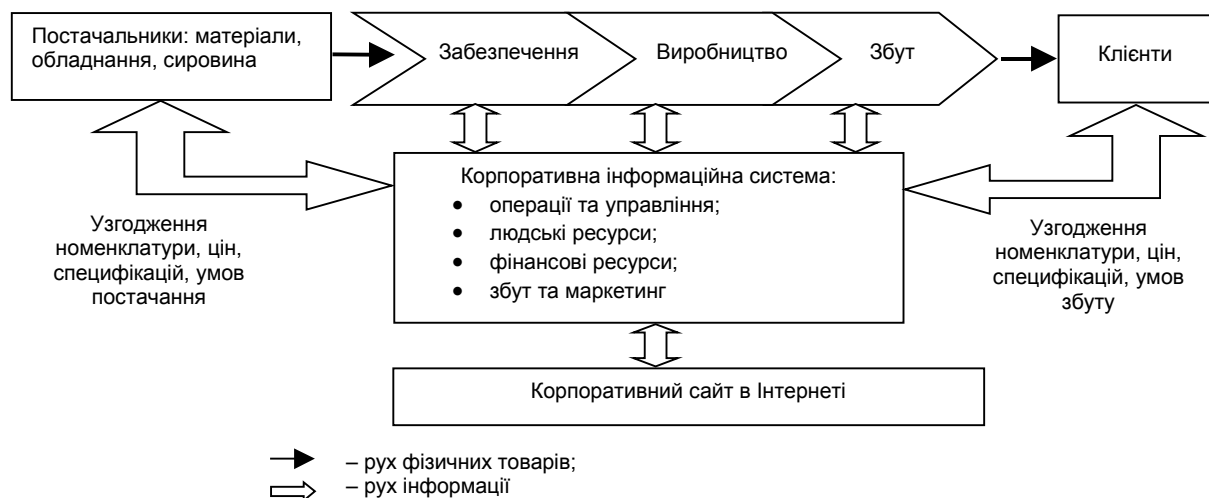 Постачальники: матеріали,
обладнання, сировина
Забезпечення
Виробництво
Збут
Клієнти
Корпоративна інформаційна система:
• операції та управління;
• людські ресурси;
• фінансові ресурси;
• збут та маркетинг
Узгодження
номенклатури, цін,
специфікацій, умов
постачання
Узгодження
номенклатури, цін,
специфікацій, умов
збуту
Корпоративний сайт в Інтернеті
– рух фізичних товарів;
– рух інформації